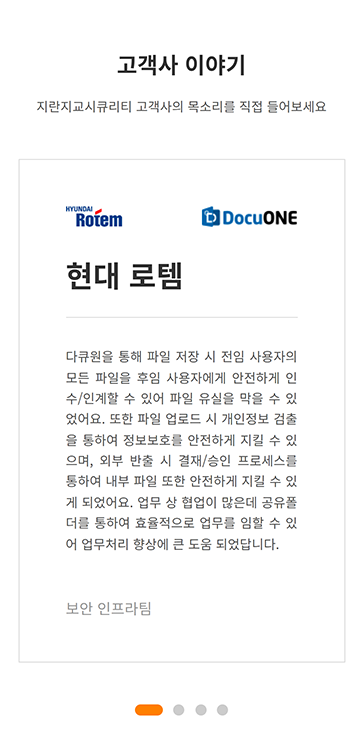 고객사 이야기
지란지교시큐리티 고객사의 목소리를 직접 들어보세요
HYUNDAI
Rotem
DocuONE
현대 로템
다큐원을 통해 파일 저장 시 전임 사용자의
모든 파일을 후임 사용자에게 안전하게 인
수/인계할 수 있어 파일 유실을 막을 수 있
었어요. 또한 파일 업로드 시 개인정보 검출
을 통하여 정보보호를 안전하게 지킬 수 있
으며, 외부 반출 시 결재/승인 프로세스를
통하여 내부 파일 또한 안전하게 지킬 수 있
게 되었어요. 업무 상 협업이 많은데 공유폴
더를 통하여 효율적으로 업무를 임할 수 있
어 업무처리 향상에 큰 도움 되었답니다.
보안 인프라팀